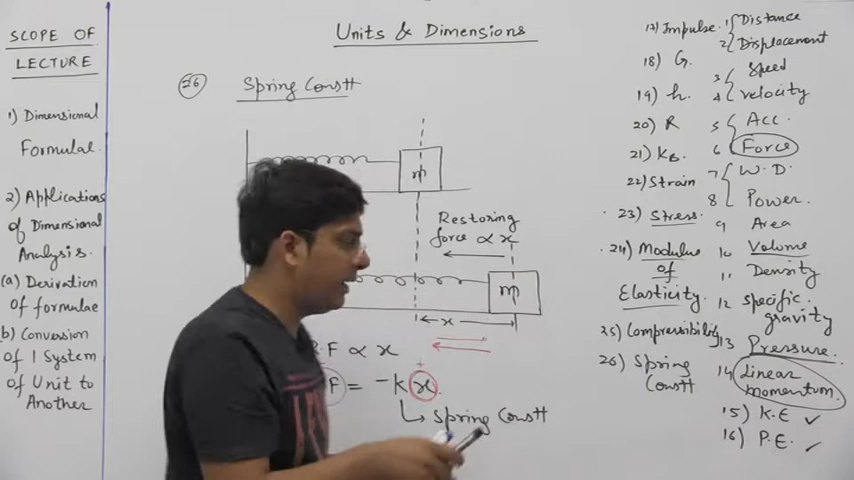 Units & Dimensions
SCOPE OF
LECTURE
1) Dimensional
Formulae.
2) Applications
of Dimensional
Analysis.
(a) Derivation
of formulae
(b) Conversion
of 1 System
of Unit to
Another
26 Spring Constt
m
Restoring
force ∝ x
m
x
R.F ∝ x
F = -kx.
Spring Constt
17) Impulse.
18) G.
19) h.
20) R
21) KB.
22) Strain
23) Stress.
24) Modulus
of
Elasticity.
25) Compressibility
26) Spring
Constt
1 Distance
2 Displacement
3 Speed
4 velocity
5 Acc.
6 Force
7 W.D.
8 Power.
9 Area
10 Volume
11 Density
12 Specific
gravity
13 Pressure.
14 Linear
momentum.
15) K.E ✓
16) P.E. ✓